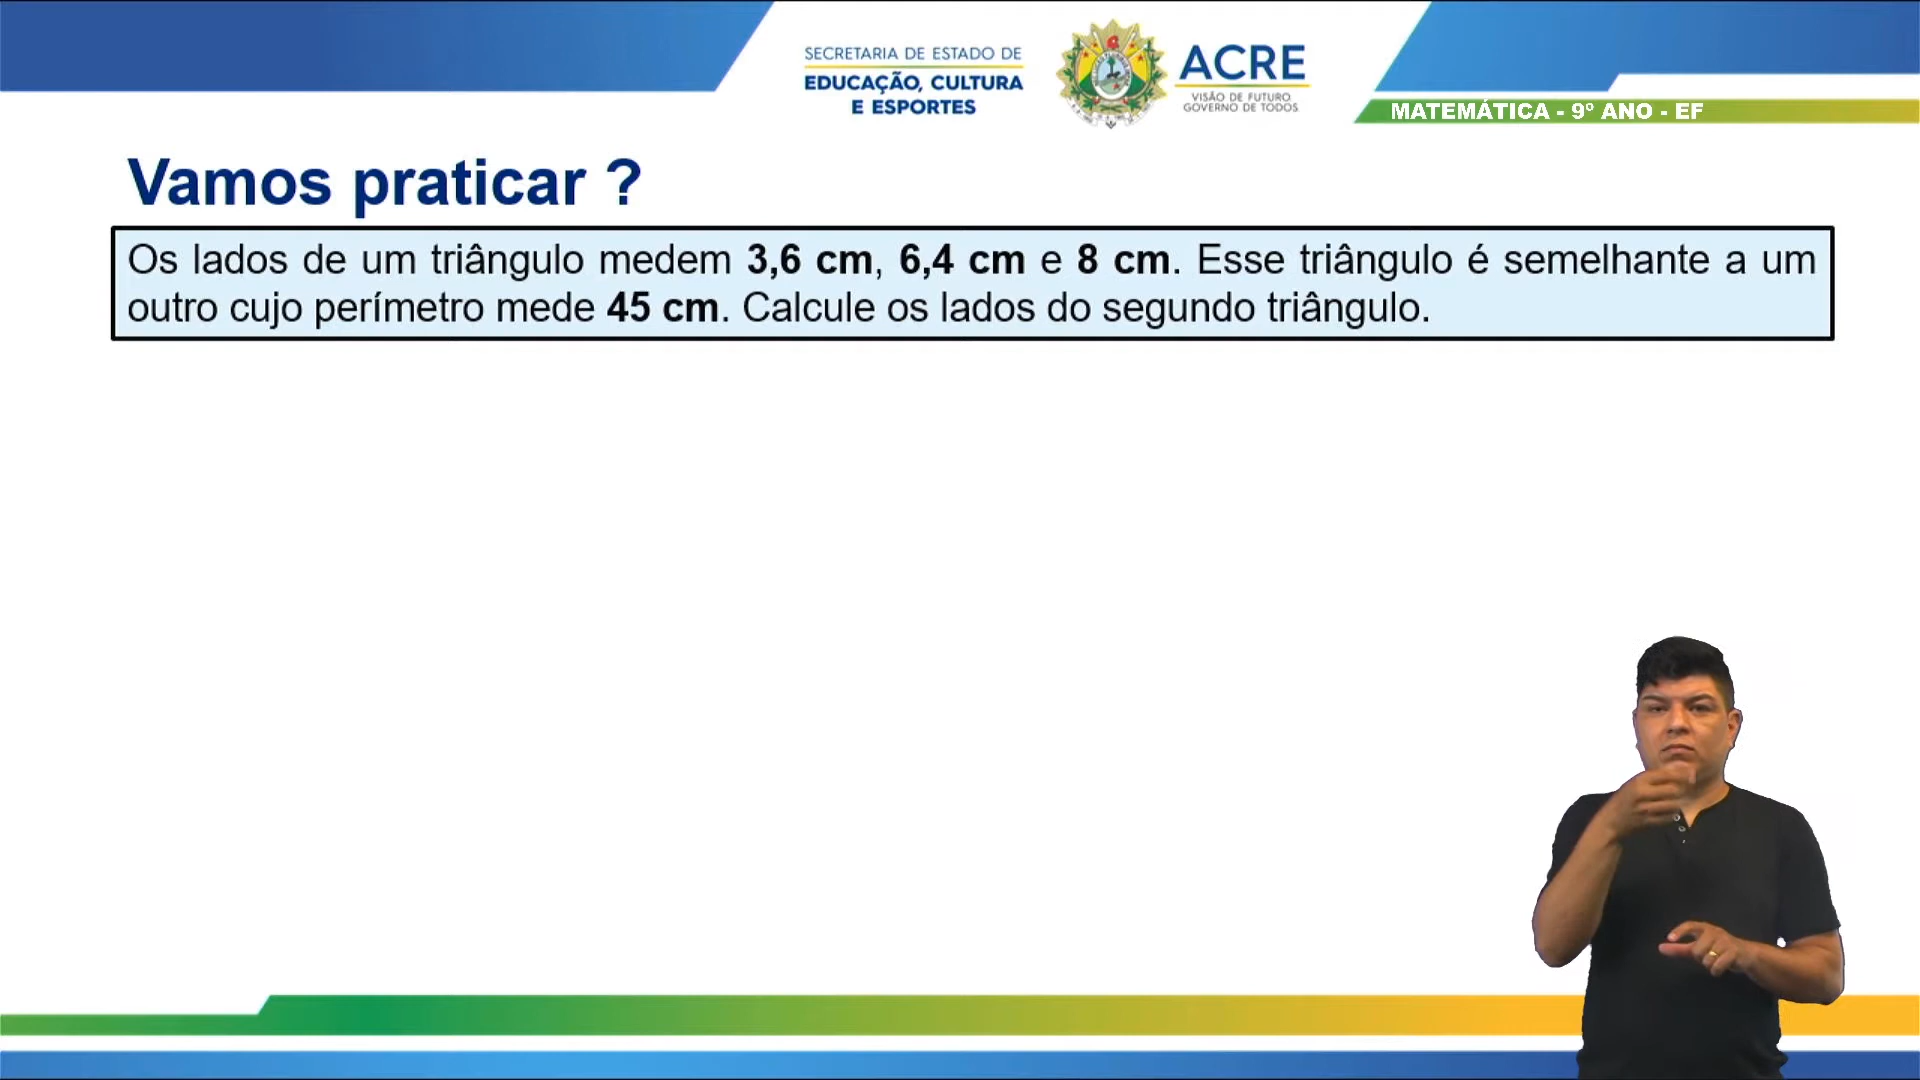 SECRETARIA DE ESTADO DE
EDUCAÇÃO, CULTURA
E ESPORTES
ACRE
VISÃO DE FUTURO
GOVERNO DE TODOS
MATEMÁTICA - 9º ANO - EF
Vamos praticar ?
Os lados de um triângulo medem 3,6 cm, 6,4 cm e 8 cm. Esse triângulo é semelhante a um
outro cujo perímetro mede 45 cm. Calcule os lados do segundo triângulo.